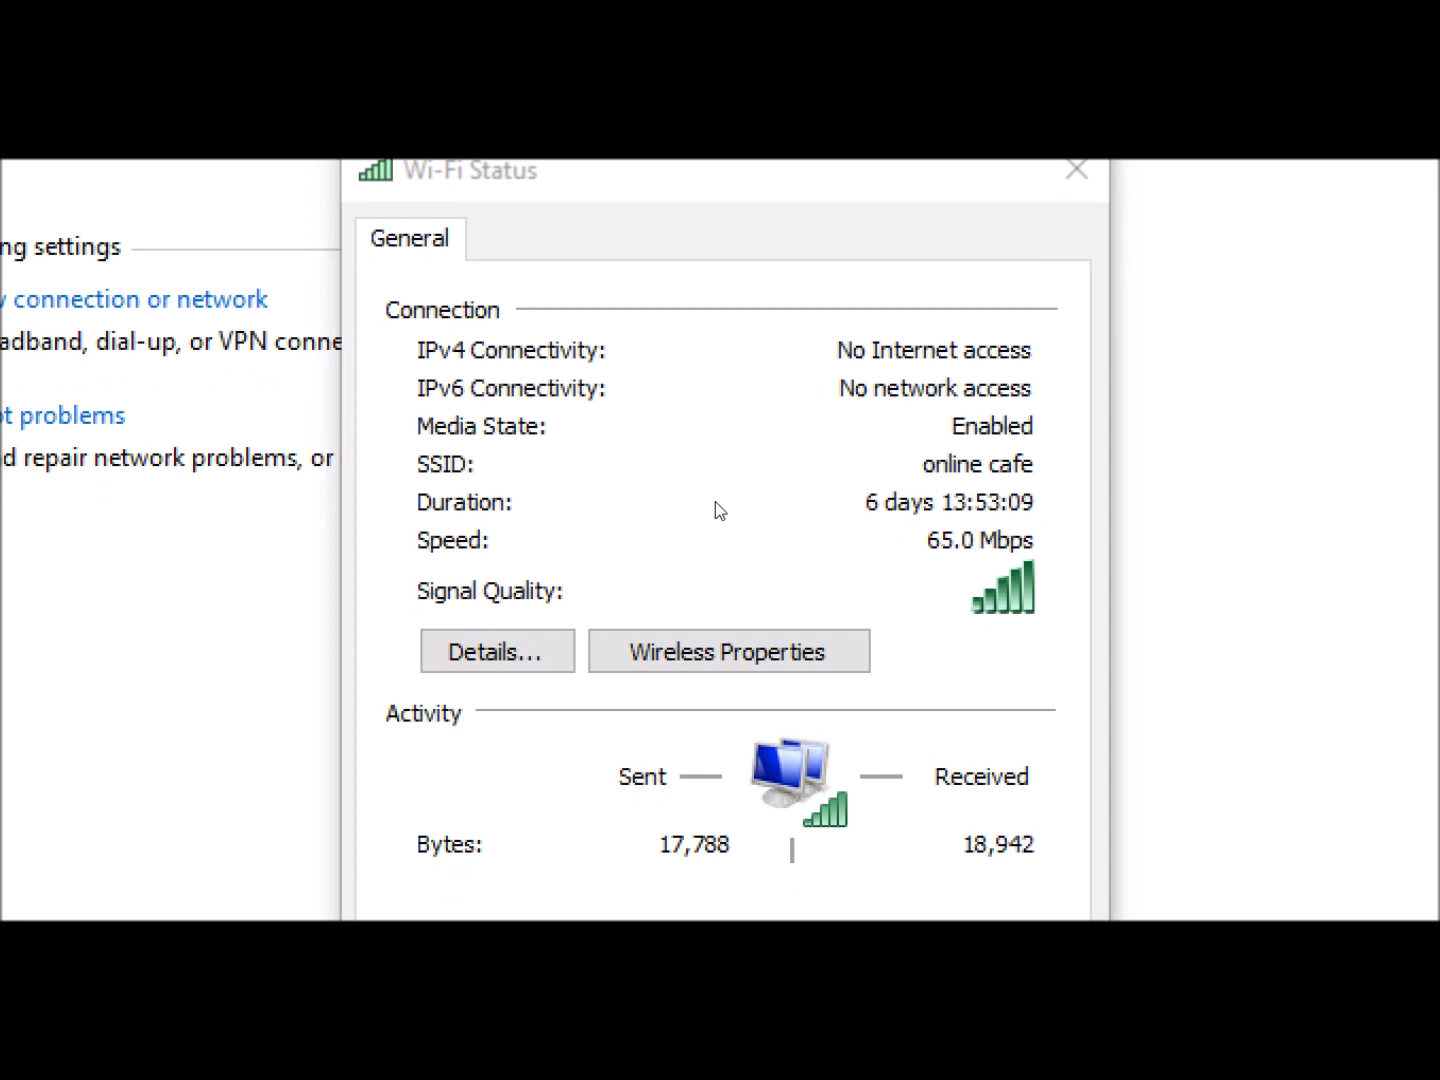 Wi-Fi Status
General
ng settings
connection or network
adband, dial-up, or VPN conne
ot problems
d repair network problems, or
Connection
IPv4 Connectivity: No Internet access
IPv6 Connectivity: No network access
Media State: Enabled
SSID: online cafe
Duration: 6 days 13:53:09
Speed: 65.0 Mbps
Signal Quality:
Details... Wireless Properties
Activity
Sent Received
Bytes: 17,788 18,942